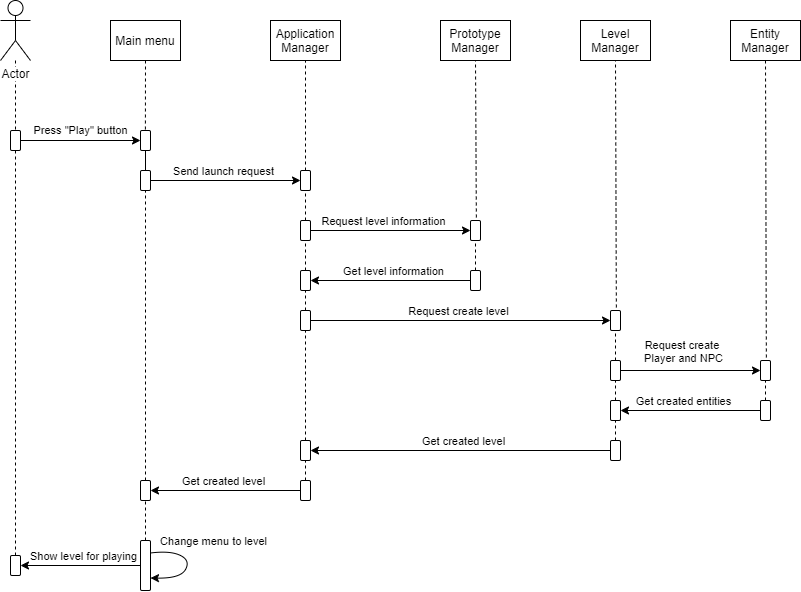 Actor
Main menu
Application
Manager
Prototype
Manager
Level
Manager
Entity
Manager
Press "Play" button
Send launch request
Request level information
Get level information
Request create level
Request create
Player and NPC
Get created entities
Get created level
Get created level
Change menu to level
Show level for playing